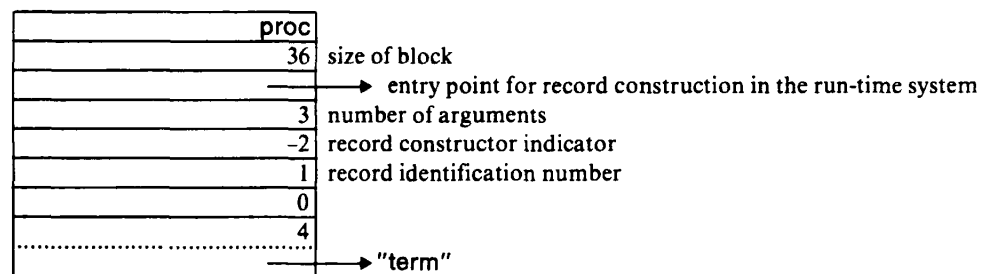 proc
36 size of block
entry point for record construction in the run-time system
3 number of arguments
–2 record constructor indicator
1 record identification number
0
4
"term"